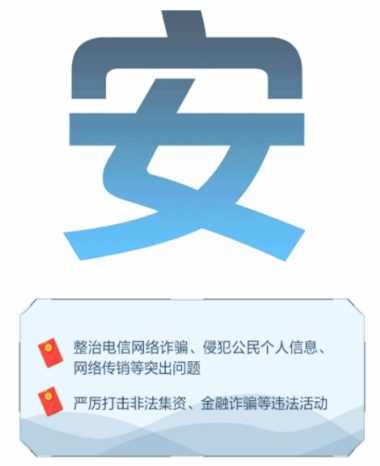 安
整治电信网络诈骗、侵犯公民个人信息、
网络传销等突出问题
严厉打击非法集资、金融诈骗等违法活动